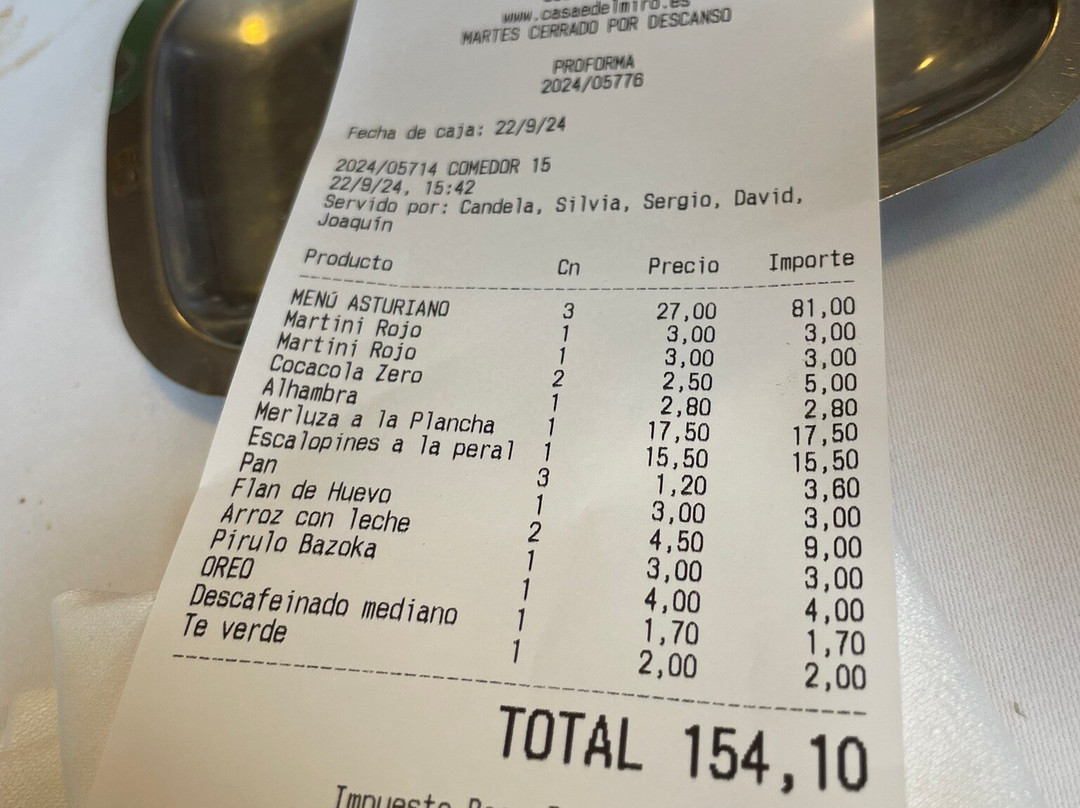 www.casaedelmiro.es
MARTES CERRADO POR DESCANSO
PROFORMA
2024/05776
Fecha de caja: 22/9/24
2024/05714 COMEDOR 15
22/9/24, 15:42
Servido por: Candela, Silvia, Sergio, David,
Joaquín
Producto Cn Precio Importe
MENÚ ASTURIANO 3 27,00 81,00
Martini Rojo 1 3,00 3,00
Martini Rojo 1 3,00 3,00
Cocacola Zero 2 2,50 5,00
Alhambra 1 2,80 2,80
Merluza a la Plancha 1 17,50 17,50
Escalopines a la peral 1 15,50 15,50
Pan 3 1,20 3,60
Flan de Huevo 1 3,00 3,00
Arroz con leche 2 4,50 9,00
Pirulo Bazoka 1 3,00 3,00
OREO 1 4,00 4,00
Descafeinado mediano 1 1,70 1,70
Te verde 1 2,00 2,00
TOTAL 154,10
Impuesto